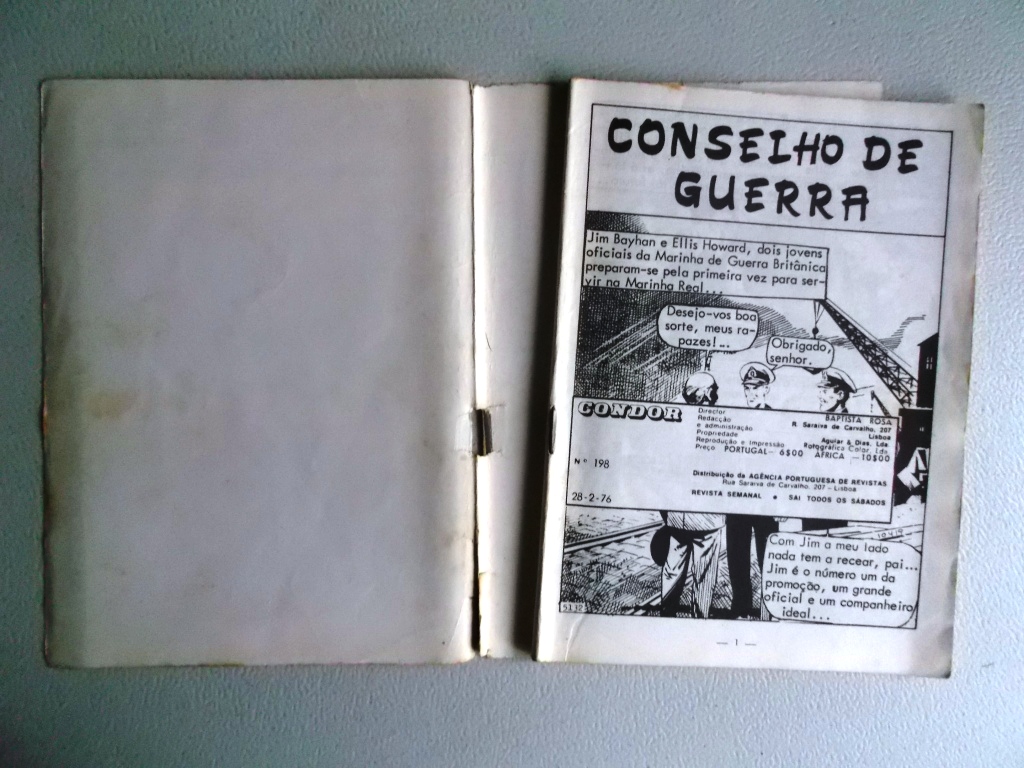 CONSELHO DE
GUERRA
Jim Bayhan e Ellis Howard, dois jovens
oficiais da Marinha de Guerra Britânica
preparam-se pela primeira vez para ser-
vir na Marinha Real...
Desejo-vos boa
sorte, meus ra-
pazes!...
Obrigado,
senhor.
CONDOR
Director BAPTISTA ROSA
Redacção
e administração R. Saraiva de Carvalho, 207
Lisboa
Propriedade Aguiar & Dias, Lda.
Reprodução e impressão Rotográfica Color, Lda.
Preço PORTUGAL— 6$00 ÁFRICA —10$00
Nº 198
Distribuição da AGÊNCIA PORTUGUESA DE REVISTAS
Rua Saraiva de Carvalho, 207 – Lisboa
28-2-76
REVISTA SEMANAL • SAI TODOS OS SÁBADOS
Com Jim a meu lado
nada tem a recear, pai...
Jim é o número um da
promoção, um grande
oficial e um companheiro
ideal...
— 1 —